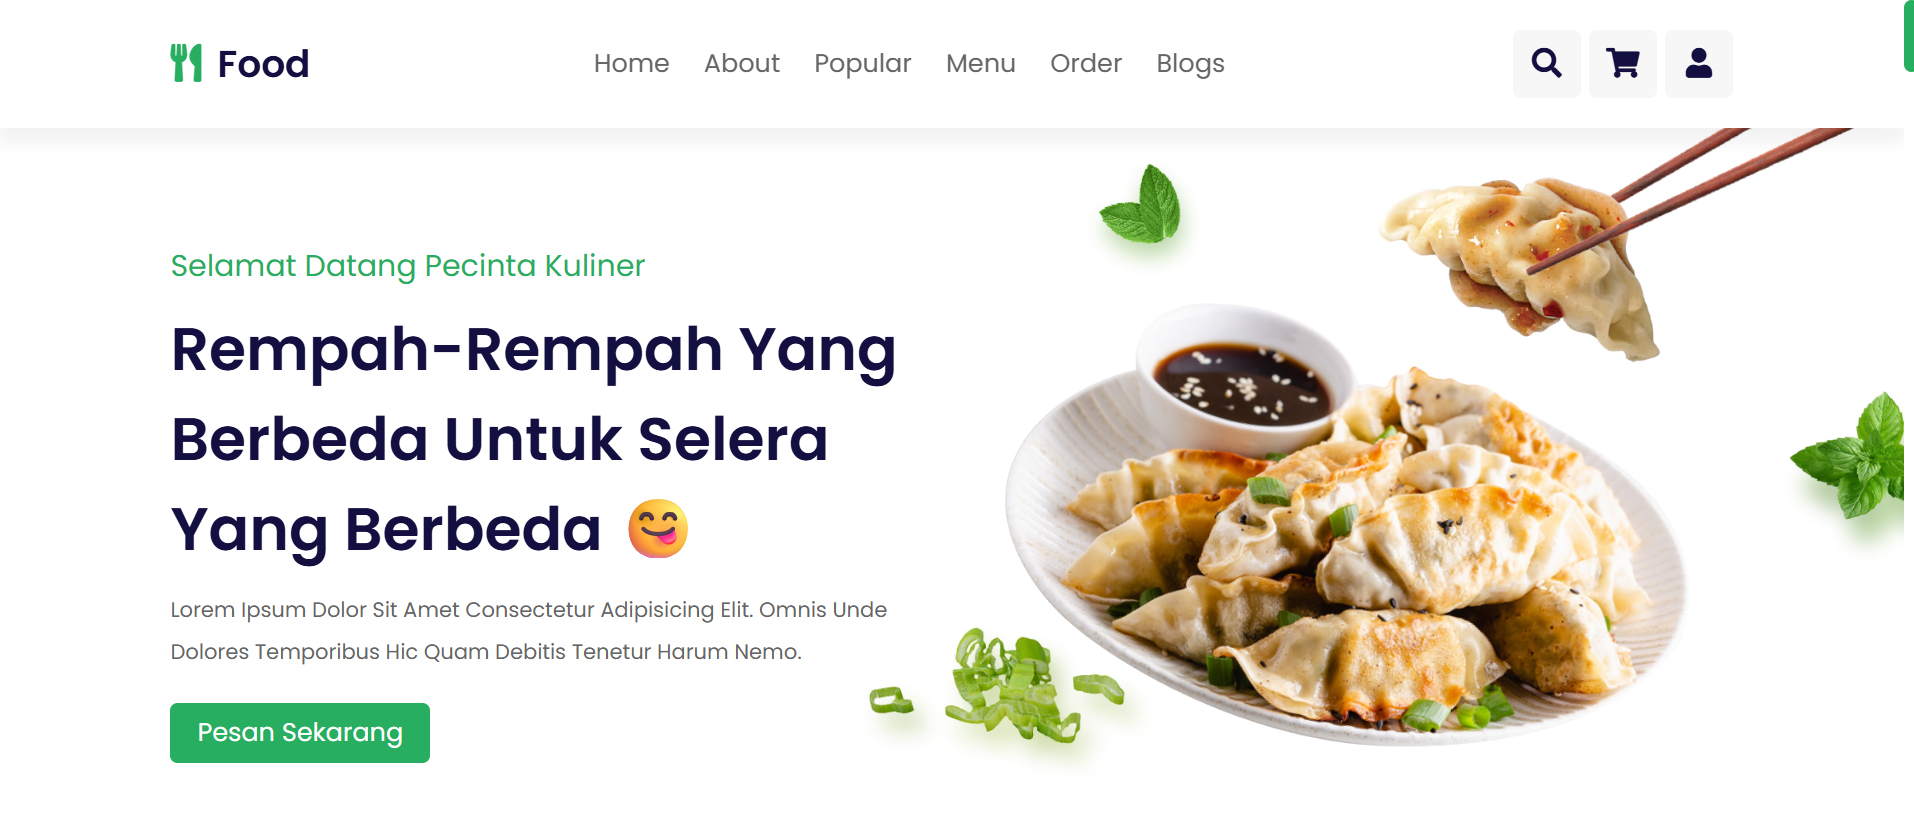 Food
Home About Popular Menu Order Blogs
Selamat Datang Pecinta Kuliner
Rempah-Rempah Yang
Berbeda Untuk Selera
Yang Berbeda 😋
Lorem Ipsum Dolor Sit Amet Consectetur Adipisicing Elit. Omnis Unde
Dolores Temporibus Hic Quam Debitis Tenetur Harum Nemo.
Pesan Sekarang